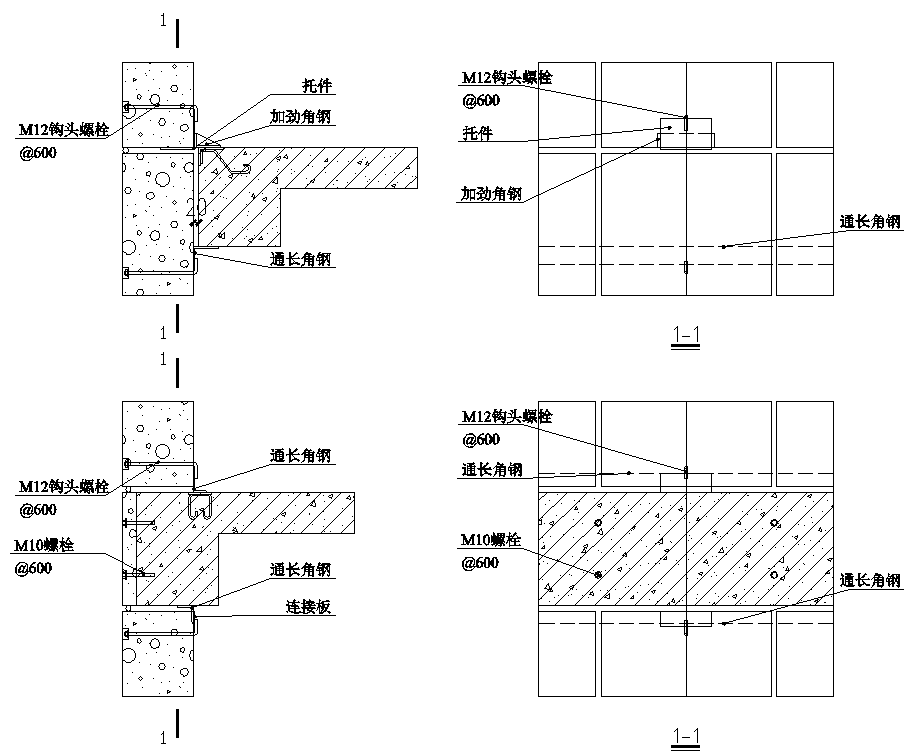 1
托件
加劲角钢
M12钩头螺栓
@600
通长角钢
1
M12钩头螺栓
@600
托件
加劲角钢
通长角钢
1-1
1
通长角钢
M12钩头螺栓
@600
M10螺栓
@600
通长角钢
连接板
1
M12钩头螺栓
@600
通长角钢
M10螺栓
@600
通长角钢
1-1